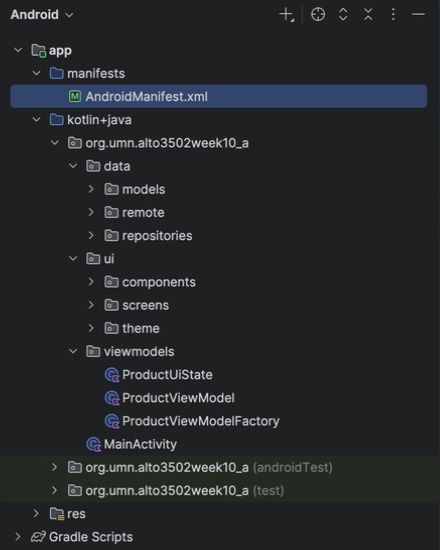 Android
app
manifests
M AndroidManifest.xml
kotlin+java
org.umn.alto3502week10_a
data
models
remote
repositories
ui
components
screens
theme
viewmodels
ProductUiState
ProductViewModel
ProductViewModelFactory
MainActivity
org.umn.alto3502week10_a (androidTest)
org.umn.alto3502week10_a (test)
res
Gradle Scripts